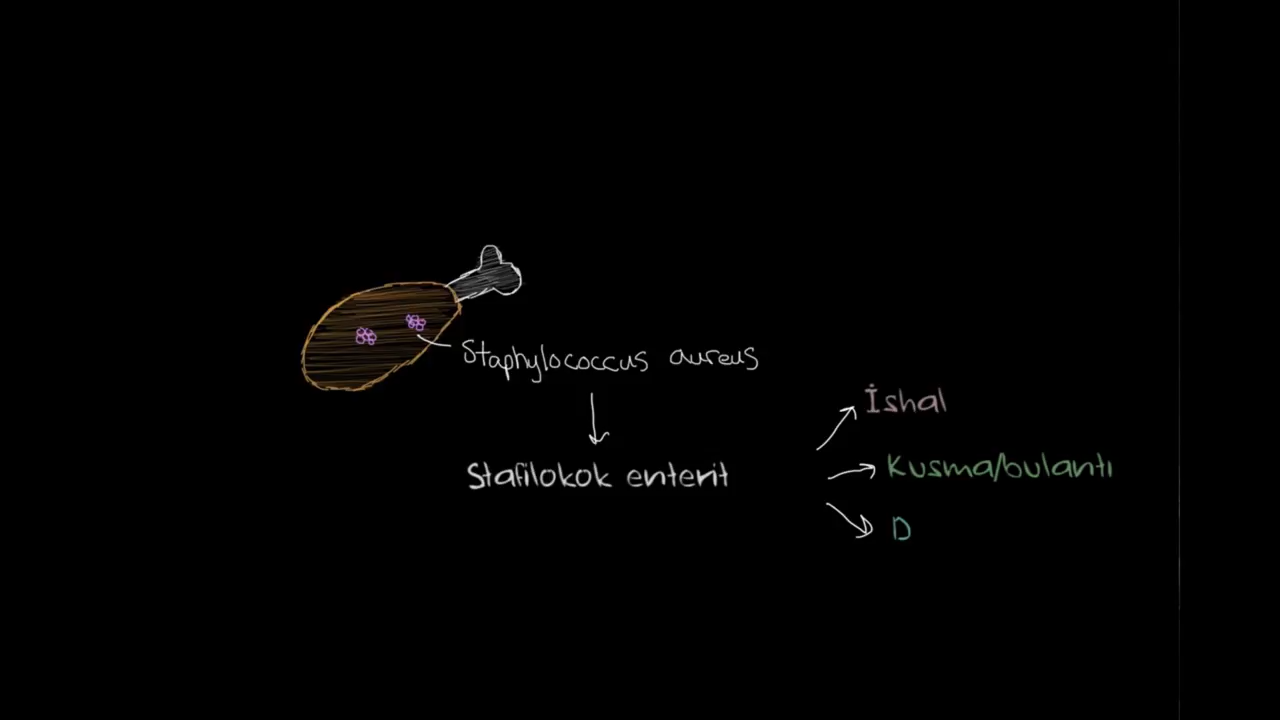 Staphylococcus aureus
Stafilokok enterit
İshal
Kusma/bulantı
D